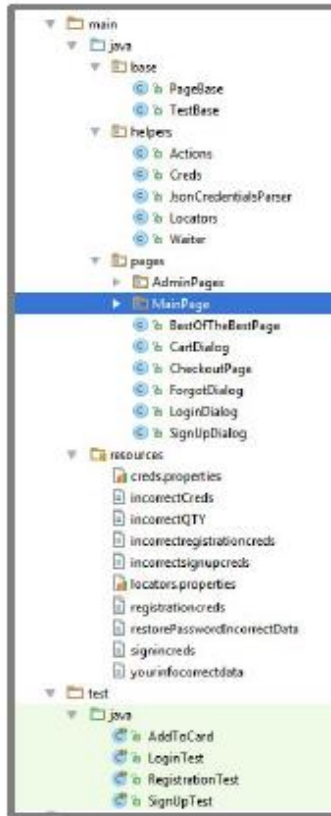 main
java
base
PageBase
TestBase
helpers
Actions
Creds
JsonCredentialsParser
Locators
Waiter
pages
AdminPages
MainPage
BestOfTheBestPage
CartDialog
CheckoutPage
ForgotDialog
LoginDialog
SignUpDialog
resources
creds.properties
incorrectCreds
incorrectQTY
incorrectregistrationcreds
incorrectsignupcreds
locators.properties
registrationcreds
restorePasswordIncorrectData
signincreds
yourinfocorrectdata
test
java
AddToCard
LoginTest
RegistrationTest
SignUpTest